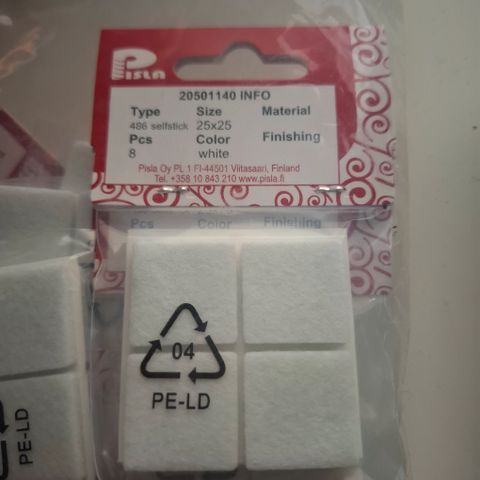 Pisla
20501140 INFO
Type Size Material
486 selfstick 25x25
Pcs Color Finishing
8 white
Pisla Oy PL 1 FI-44501 Viitasaari, Finland
Tel. +358 10 843 210 www.pisla.fi
Pcs Color Finishing
04
PE-LD
PE-LD